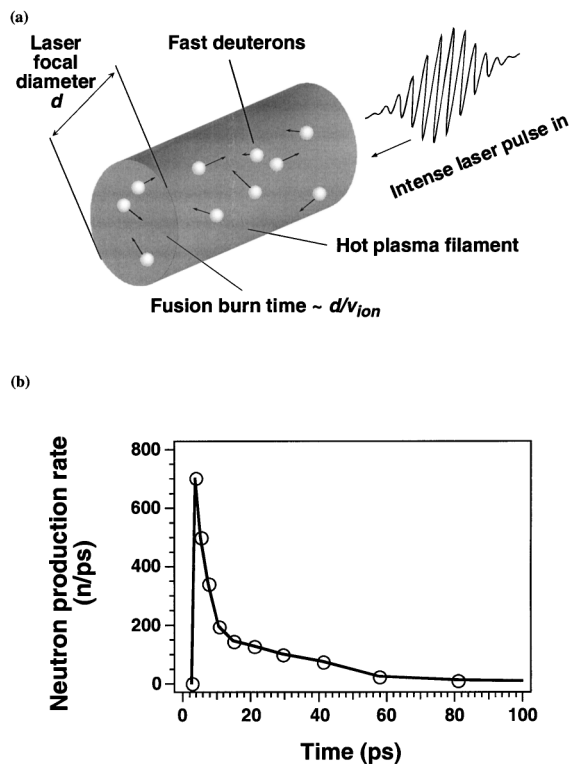 (a)
Laser
focal
diameter
d
Fast deuterons
Intense laser pulse in
Hot plasma filament
Fusion burn time ~ d/vion
(b)
Neutron production rate
(n/ps)
800
600
400
200
0
0 20 40 60 80 100
Time (ps)